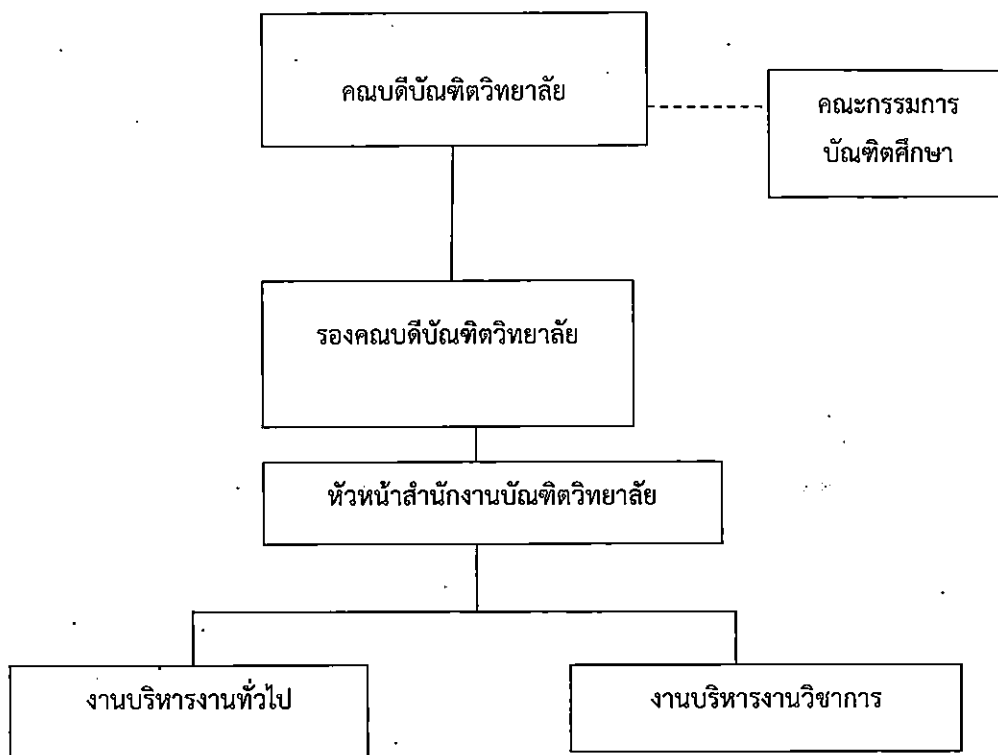 คณบดีบัณฑิตวิทยาลัย
คณะกรรมการ
บัณฑิตศึกษา
รองคณบดีบัณฑิตวิทยาลัย
หัวหน้าสำนักงานบัณฑิตวิทยาลัย
งานบริหารงานทั่วไป
งานบริหารงานวิชาการ